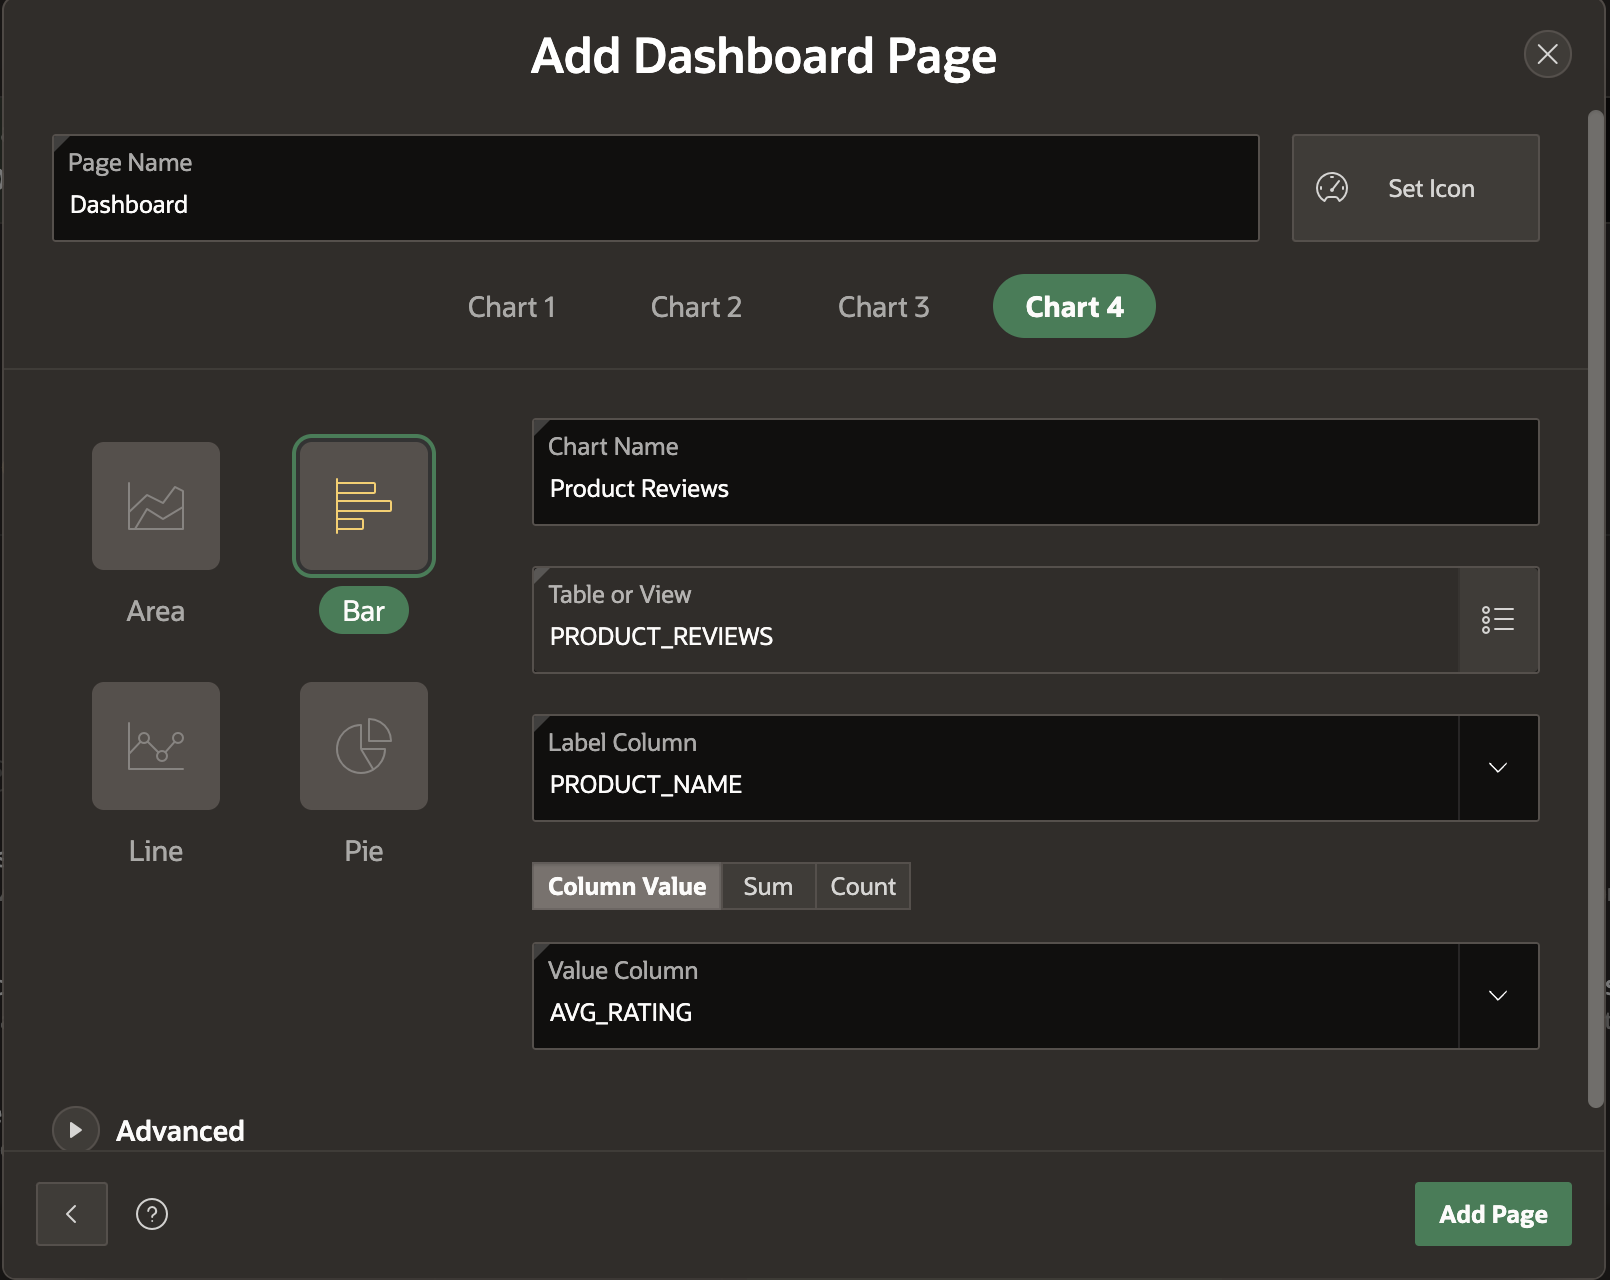 Add Dashboard Page
Page Name
Dashboard
Set Icon
Chart 1
Chart 2
Chart 3
Chart 4
Area
Bar
Line
Pie
Chart Name
Product Reviews
Table or View
PRODUCT_REVIEWS
Label Column
PRODUCT_NAME
Column Value
Sum
Count
Value Column
AVG_RATING
Advanced
?
Add Page